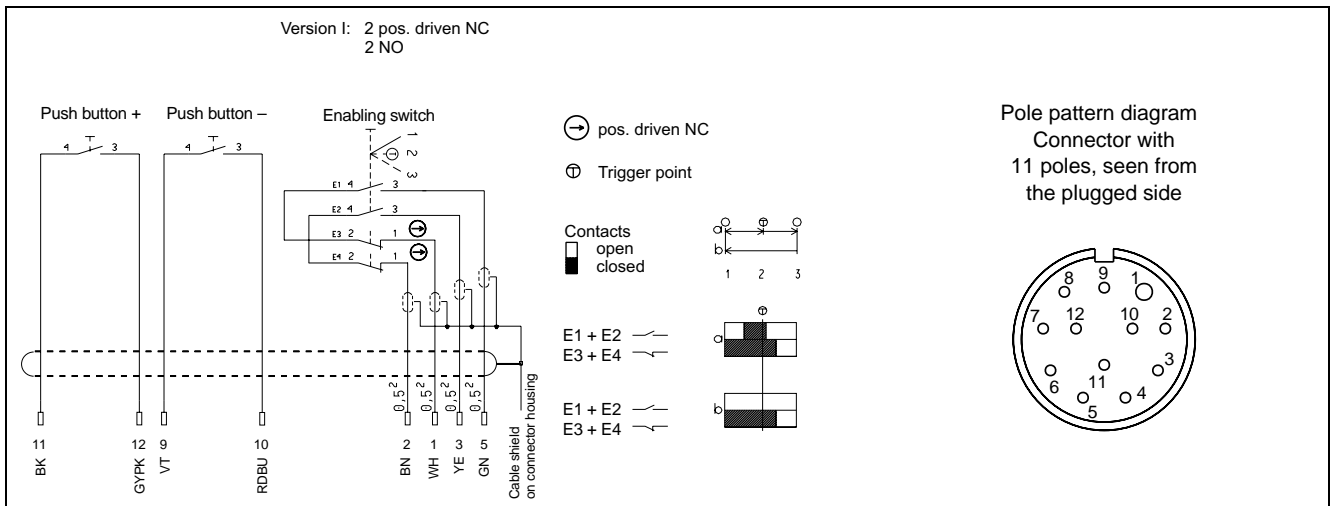 Version I: 2 pos. driven NC
2 NO
Push button +
Push button –
Enabling switch
4 3
4 3
1
2
3
E1 4 3
E2 4 3
E3 2 1
E4 2 1
0,5²
0,5²
0,5²
0,5²
11
12
9
10
2
1
3
5
BK
GYPK
VT
RDBU
BN
WH
YE
GN
Cable shield
on connector housing
pos. driven NC
Trigger point
Contacts
open
closed
a
b
1 2 3
E1 + E2
E3 + E4
a
E1 + E2
E3 + E4
b
Pole pattern diagram
Connector with
11 poles, seen from
the plugged side
8 9 1
7 12 10 2
6 11 3
5 4